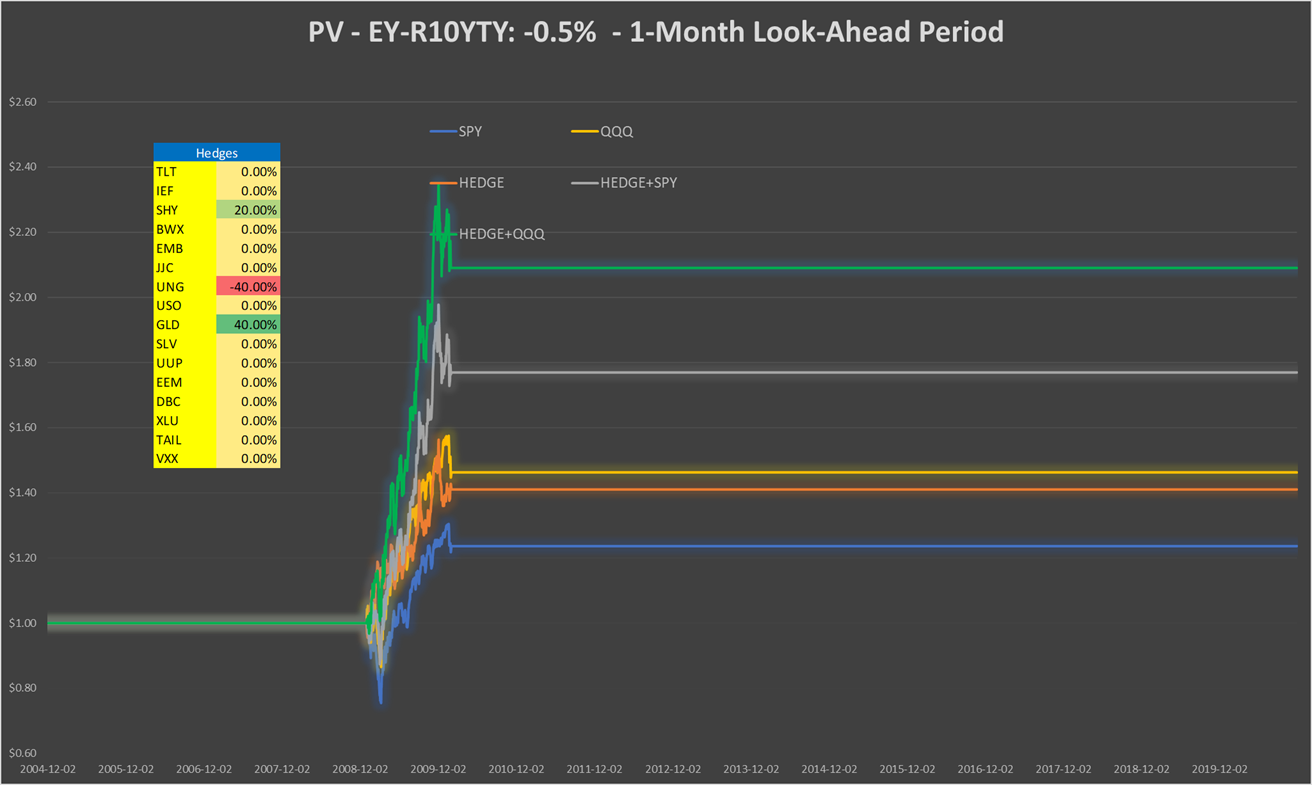 PV - EY-R10YTY: -0.5%  - 1-Month Look-Ahead Period
$2.60
SPY QQQ
Hedges
TLT 0.00%
$2.40
IEF 0.00%
HEDGE HEDGE+SPY
SHY 20.00%
BWX 0.00%
$2.20
HEDGE+QQQ
EMB 0.00%
JJC 0.00%
UNG -40.00%
$2.00
USO 0.00%
GLD 40.00%
SLV 0.00%
$1.80
UUP 0.00%
EEM 0.00%
DBC 0.00%
XLU 0.00%
$1.60
TAIL 0.00%
VXX 0.00%
$1.40
$1.20
$1.00
$0.80
$0.60
2004-12-02 2005-12-02 2006-12-02 2007-12-02 2008-12-02 2009-12-02 2010-12-02 2011-12-02 2012-12-02 2013-12-02 2014-12-02 2015-12-02 2016-12-02 2017-12-02 2018-12-02 2019-12-02